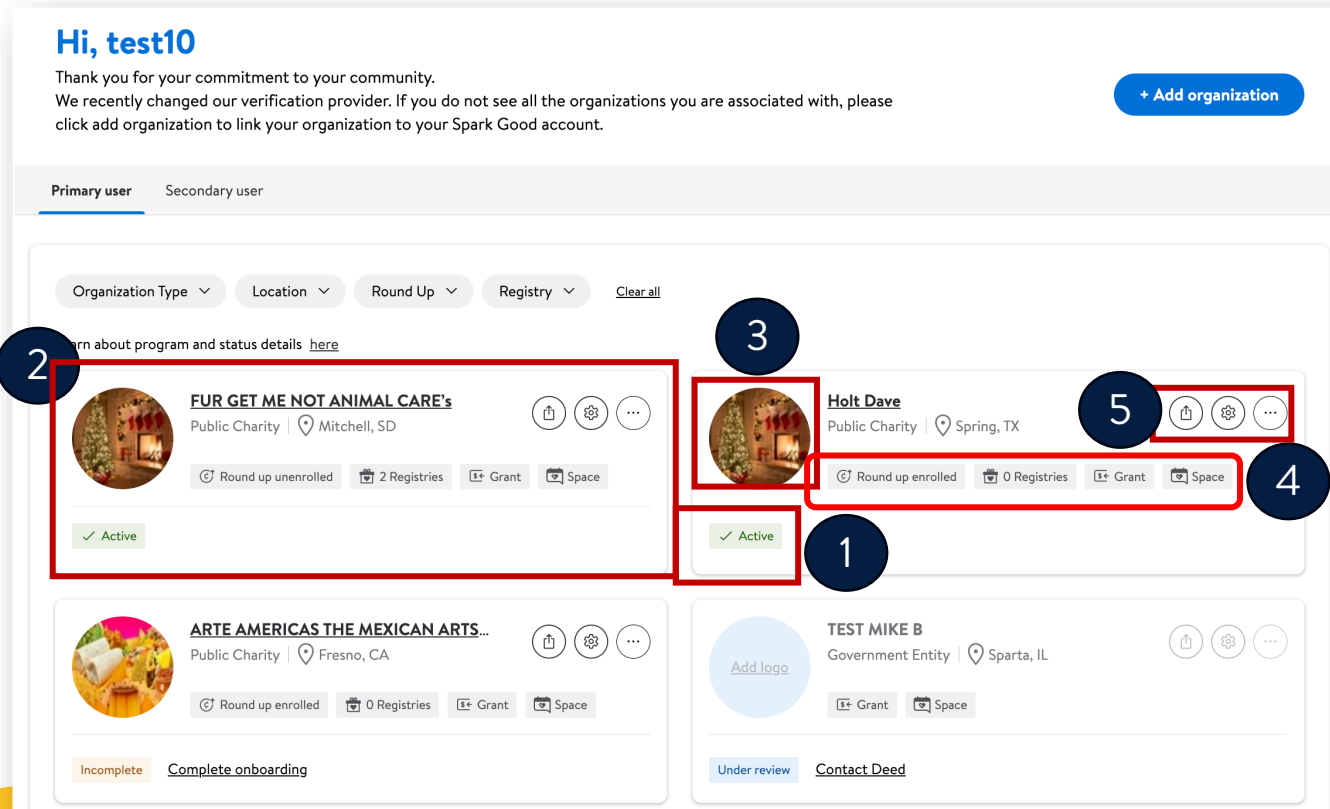 Hi, test10
Thank you for your commitment to your community.
We recently changed our verification provider. If you do not see all the organizations you are associated with, please
click add organization to link your organization to your Spark Good account.
+ Add organization
Primary user
Secondary user
Organization Type
Location
Round Up
Registry
Clear all
about program and status details here
2
3
FUR GET ME NOT ANIMAL CARE's
Public Charity
Mitchell, SD
Round up unenrolled
2 Registries
Grant
Space
Active
Holt Dave
Public Charity
Spring, TX
5
Round up enrolled
0 Registries
Grant
Space
4
Active
1
ARTE AMERICAS THE MEXICAN ARTS...
Public Charity
Fresno, CA
Round up enrolled
0 Registries
Grant
Space
Incomplete
Complete onboarding
Add logo
TEST MIKE B
Government Entity
Sparta, IL
Grant
Space
Under review
Contact Deed